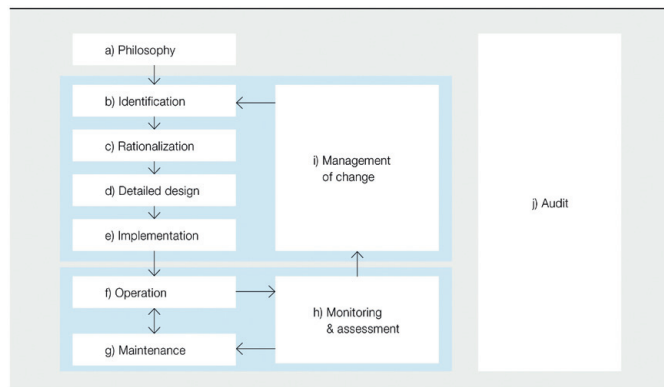 a) Philosophy
b) Identification
c) Rationalization
d) Detailed design
e) Implementation
f) Operation
g) Maintenance
h) Monitoring
& assessment
i) Management
of change
j) Audit